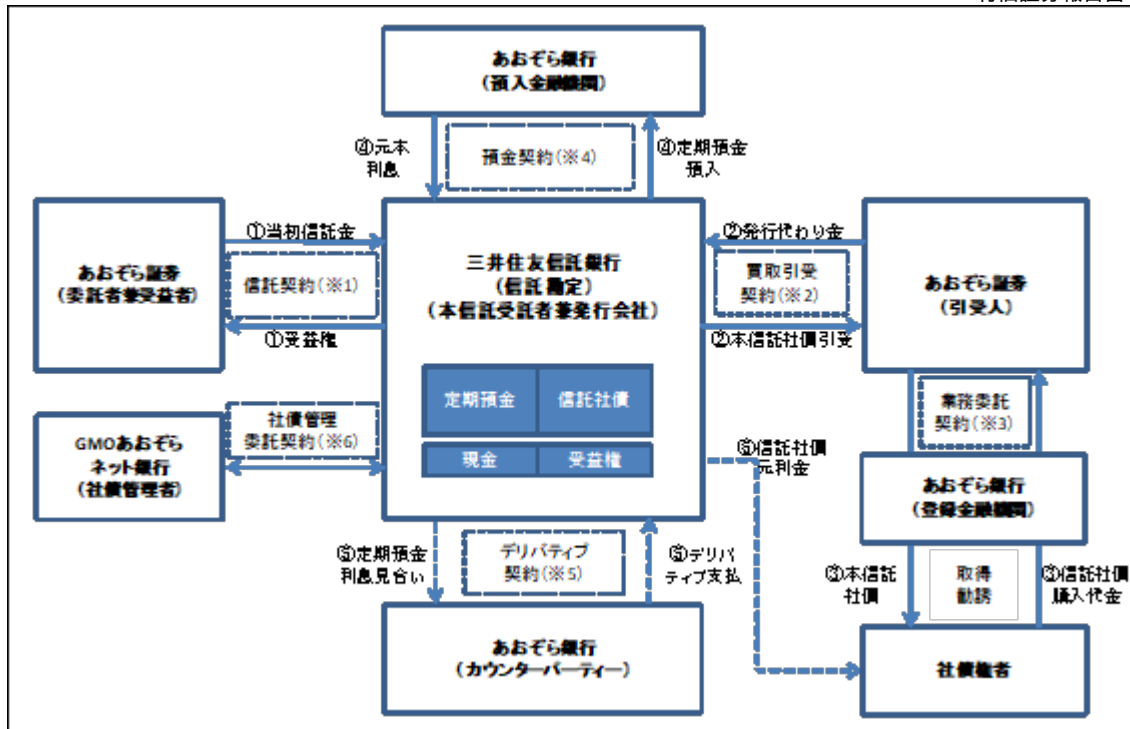 あおぞら銀行
(預入金融機関)
④元本
利息
預金契約(※4)
④定期預金
預入
あおぞら証券
(委託者兼受益者)
①当初信託金
信託契約(※1)
①受益権
三井住友信託銀行
(信託勘定)
(本信託受託者兼発行会社)
定期預金
信託社債
現金
受益権
②発行代わり金
買取引受
契約(※2)
②本信託社債引受
あおぞら証券
(引受人)
GMOあおぞら
ネット銀行
(社債管理者)
社債管理
委託契約(※6)
業務委託
契約(※3)
あおぞら銀行
(登録金融機関)
信託社債
元利金
⑤定期預金
利息見合い
デリバティブ
契約(※5)
⑤デリバ
ティブ支払
③本信託
社債
取得
勧誘
③信託社債
購入代金
あおぞら銀行
(カウンターパーティー)
社債権者